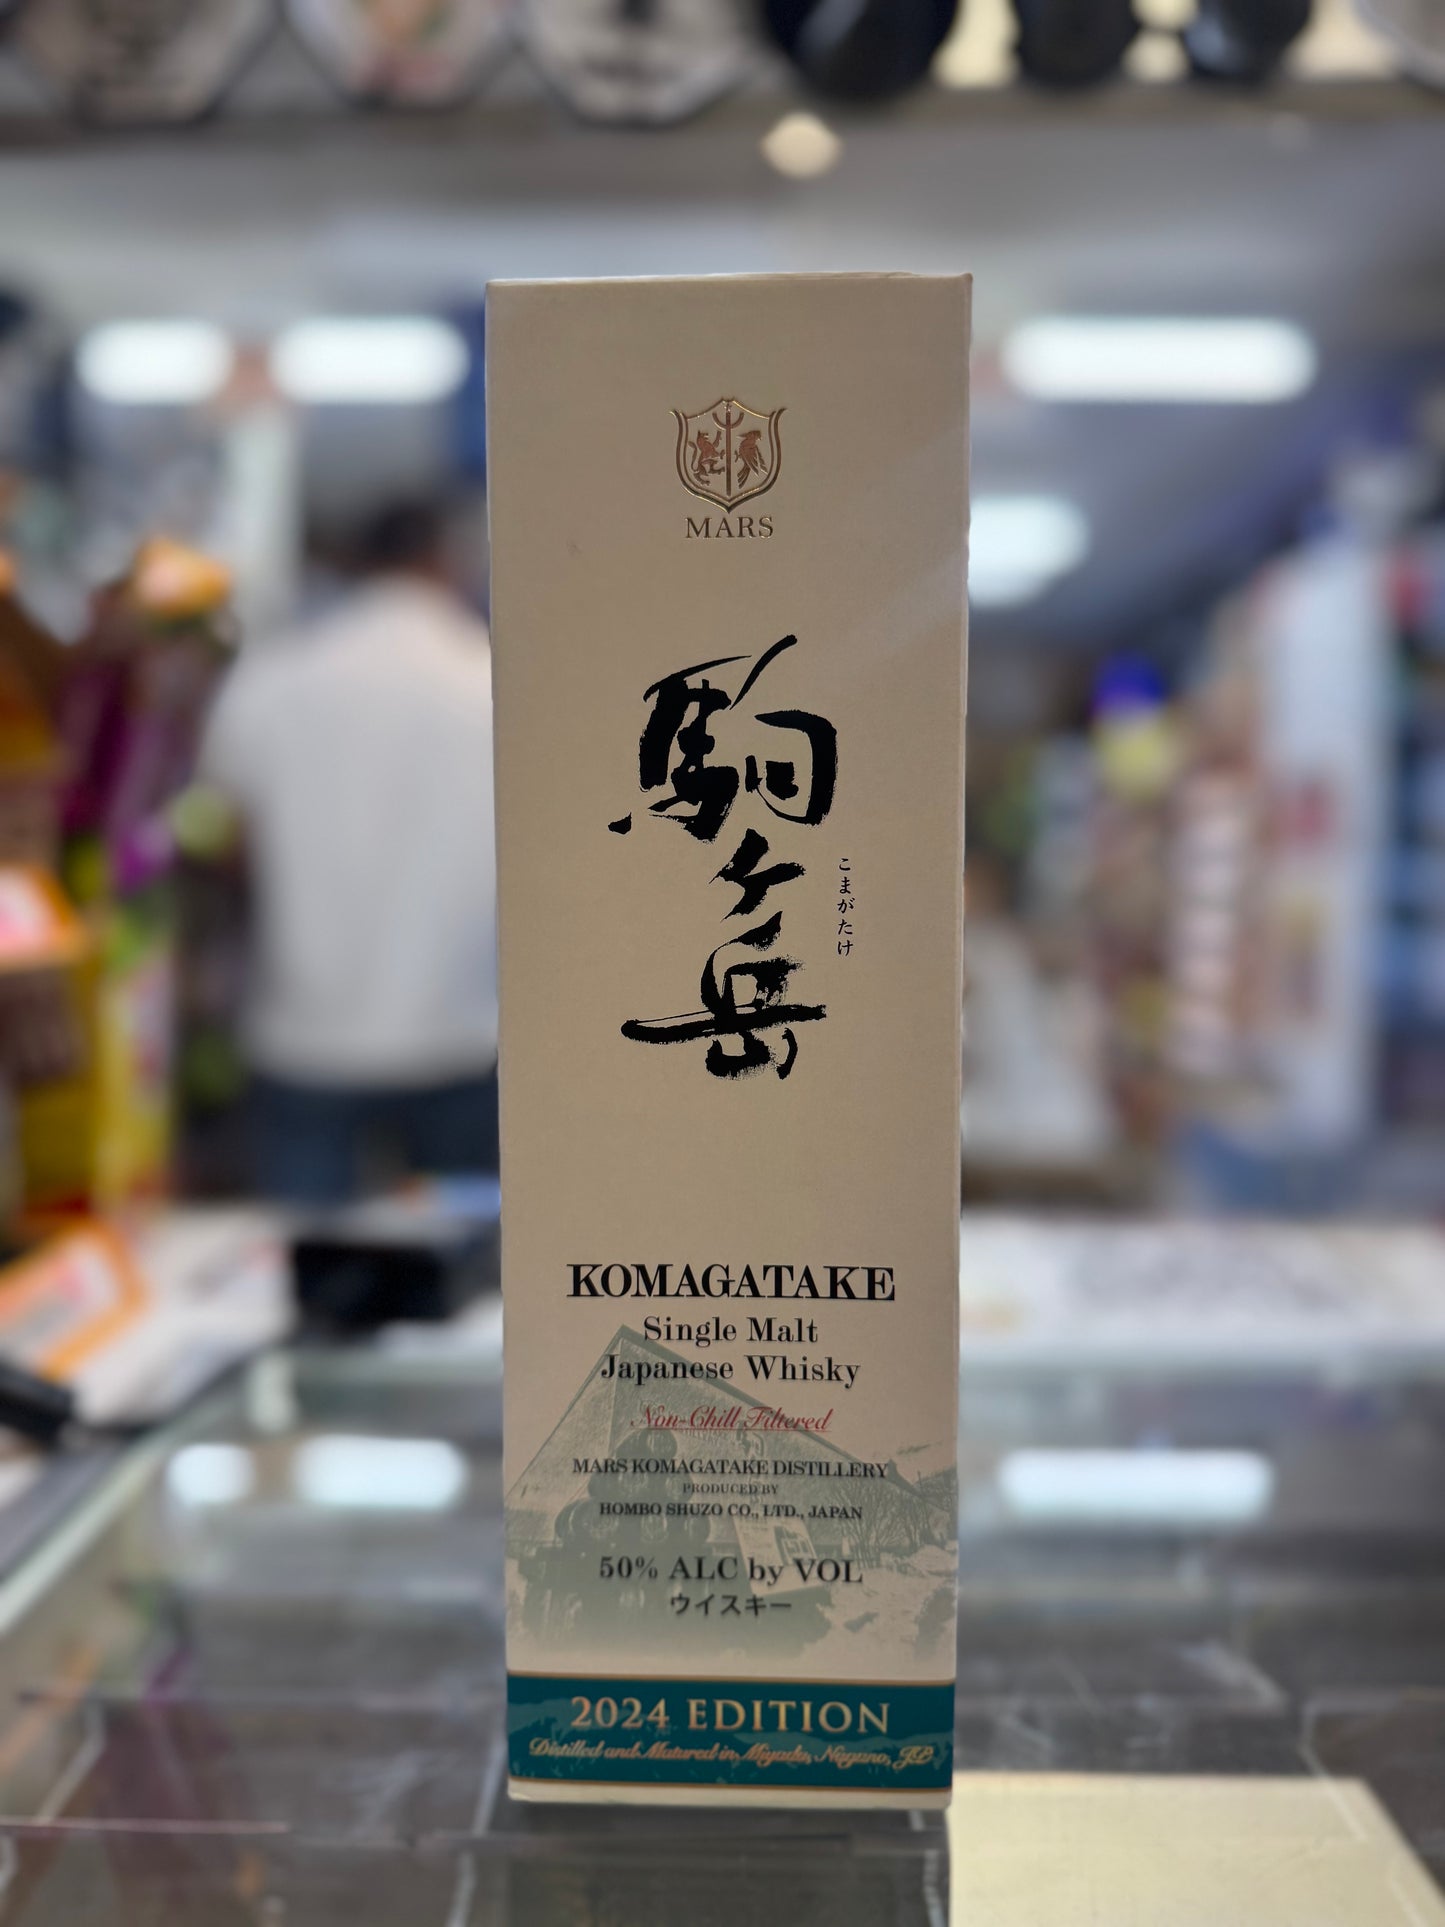 MARS
駒ヶ岳
こまがたけ
KOMAGATAKE
Single Malt
Japanese Whisky
Non-Chill Filtered
MARS KOMAGATAKE DISTILLERY
PRODUCED BY
HOMBO SHUZO CO., LTD., JAPAN
50% ALC by VOL
ウイスキー
2024 EDITION
Distilled and Matured in Miyada, Nagano, JP